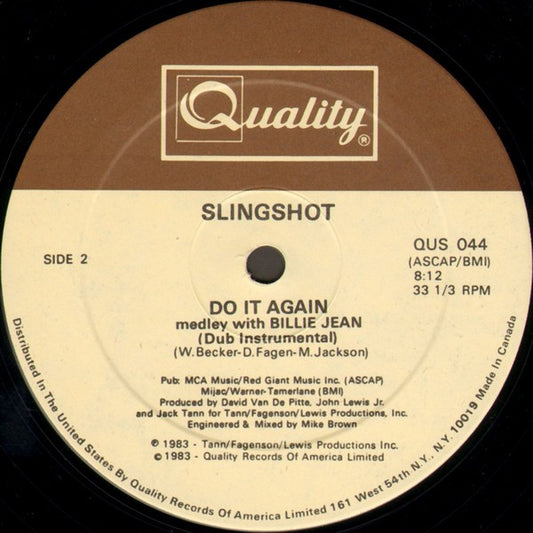 Quality®
SLINGSHOT
SIDE 2
QUS 044
(ASCAP/BMI)
8:12
33 1/3 RPM
DO IT AGAIN
medley with BILLIE JEAN
(Dub Instrumental)
(W. Becker-D. Fagen-M. Jackson)
Pub: MCA Music/Red Giant Music Inc. (ASCAP)
Mijac/Warner-Tamerlane (BMI)
Produced by David Van De Pitte, John Lewis Jr.
and Jack Tann for Tann/Fagenson/Lewis Productions, Inc.
Engineered & Mixed by Mike Brown
℗ 1983 - Tann/Fagenson/Lewis Productions Inc.
© 1983 - Quality Records Of America Limited
Distributed In The United States By Quality Records Of America Limited 161 West 54th N.Y., N.Y. 10019 Made In Canada